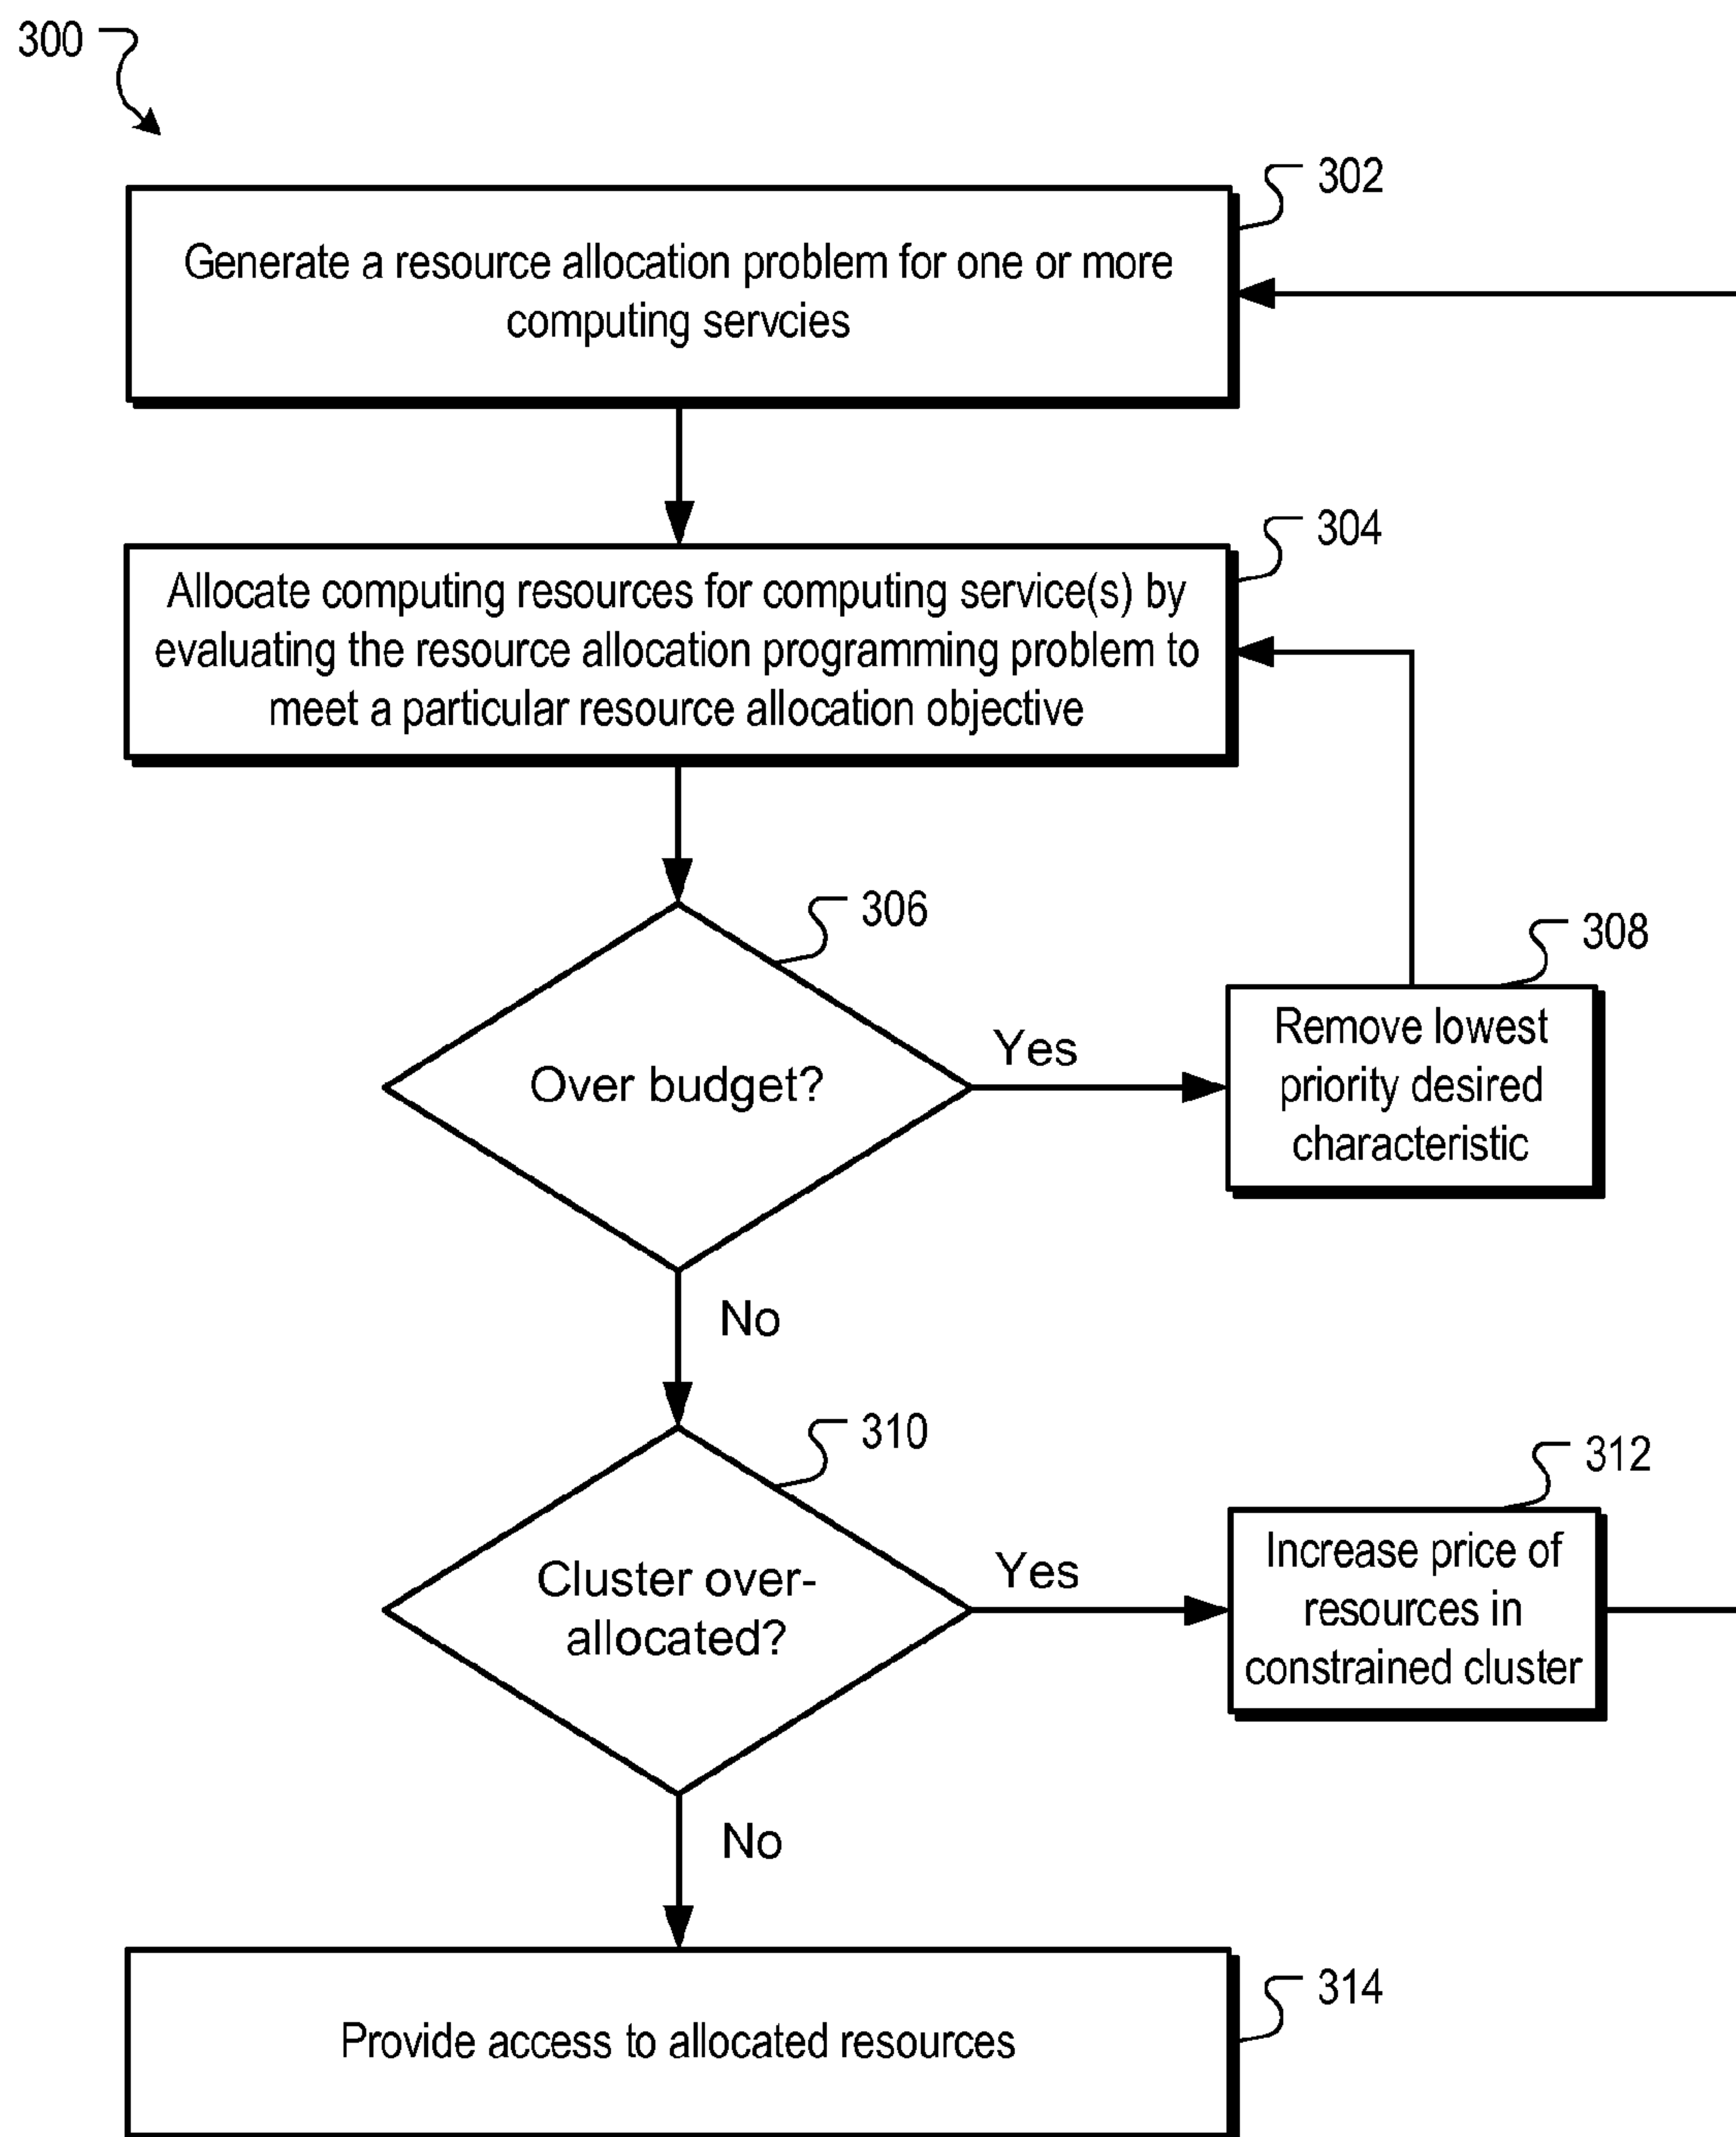 300
302
Generate a resource allocation problem for one or more
computing servcies
304
Allocate computing resources for computing service(s) by
evaluating the resource allocation programming problem to
meet a particular resource allocation objective
306
308
Over budget?
Yes
Remove lowest
priority desired
characteristic
No
310
312
Cluster over-
allocated?
Yes
Increase price of
resources in
constrained cluster
No
314
Provide access to allocated resources